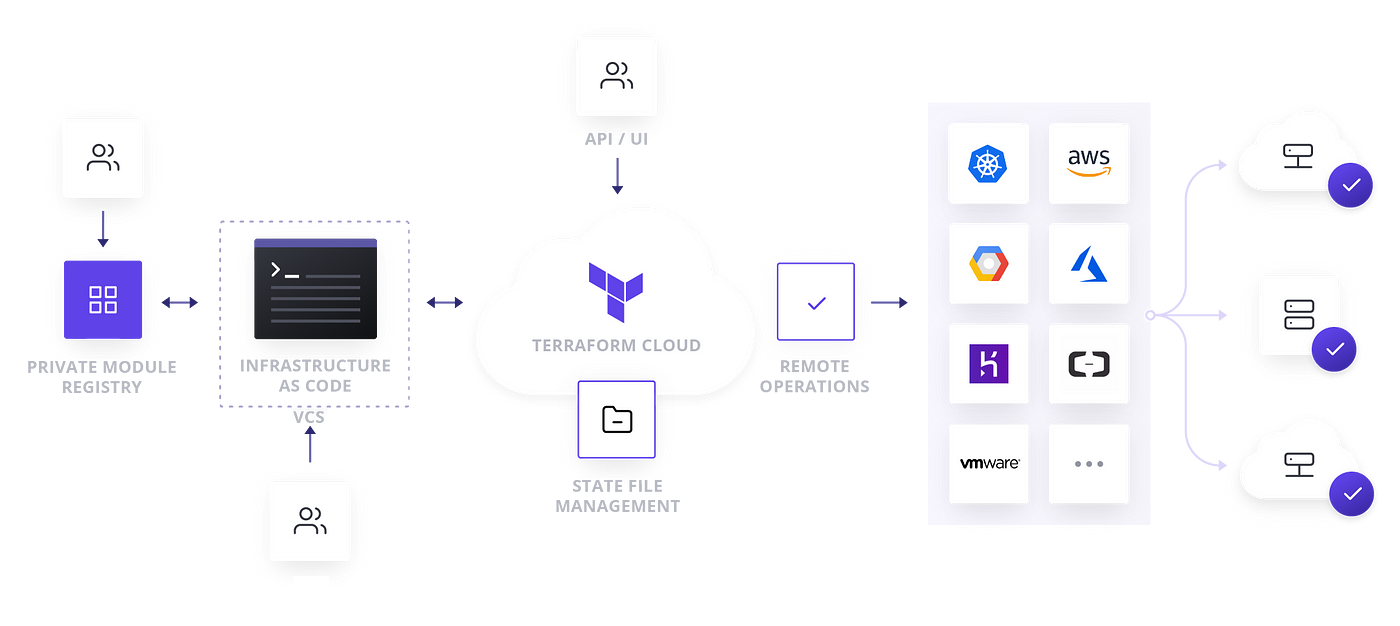 API / UI
PRIVATE MODULE
REGISTRY
INFRASTRUCTURE
AS CODE
VCS
TERRAFORM CLOUD
STATE FILE
MANAGEMENT
REMOTE
OPERATIONS
aws
vmware